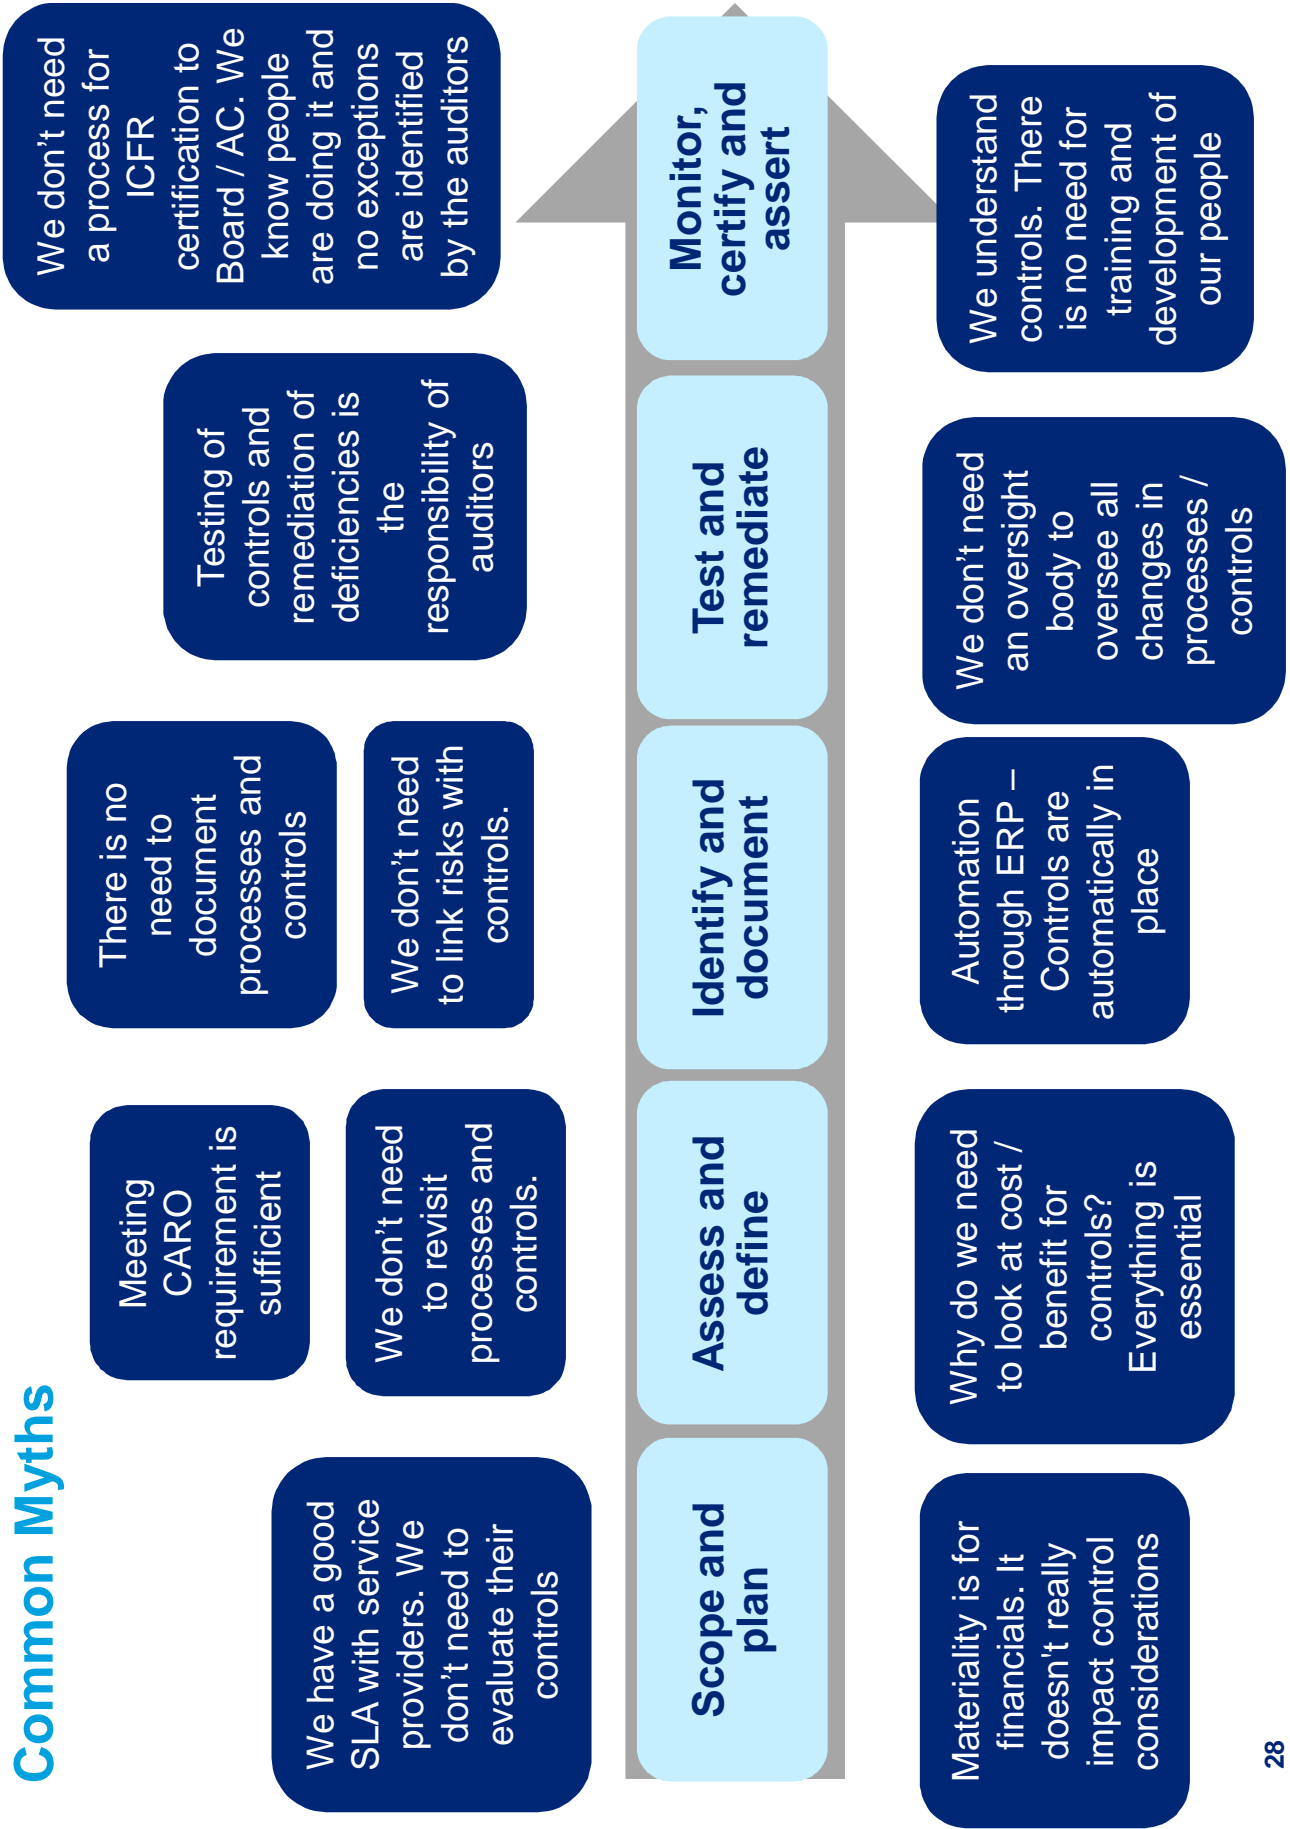 Common Myths
We have a good
SLA with service
providers. We
don't need to
evaluate their
controls
Meeting
CARO
requirement is
sufficient
We don't need
to revisit
processes and
controls.
There is no
need to
document
processes and
controls
We don't need
to link risks with
controls.
Testing of
controls and
remediation of
deficiencies is
the
responsibility of
auditors
We don't need
a process for
ICFR
certification to
Board / AC. We
know people
are doing it and
no exceptions
are identified
by the auditors
Scope and
plan
Assess and
define
Identify and
document
Test and
remediate
Monitor,
certify and
assert
Materiality is for
financials. It
doesn't really
impact control
considerations
Why do we need
to look at cost /
benefit for
controls?
Everything is
essential
Automation
through ERP –
Controls are
automatically in
place
We don't need
an oversight
body to
oversee all
changes in
processes /
controls
We understand
controls. There
is no need for
training and
development of
our people
28